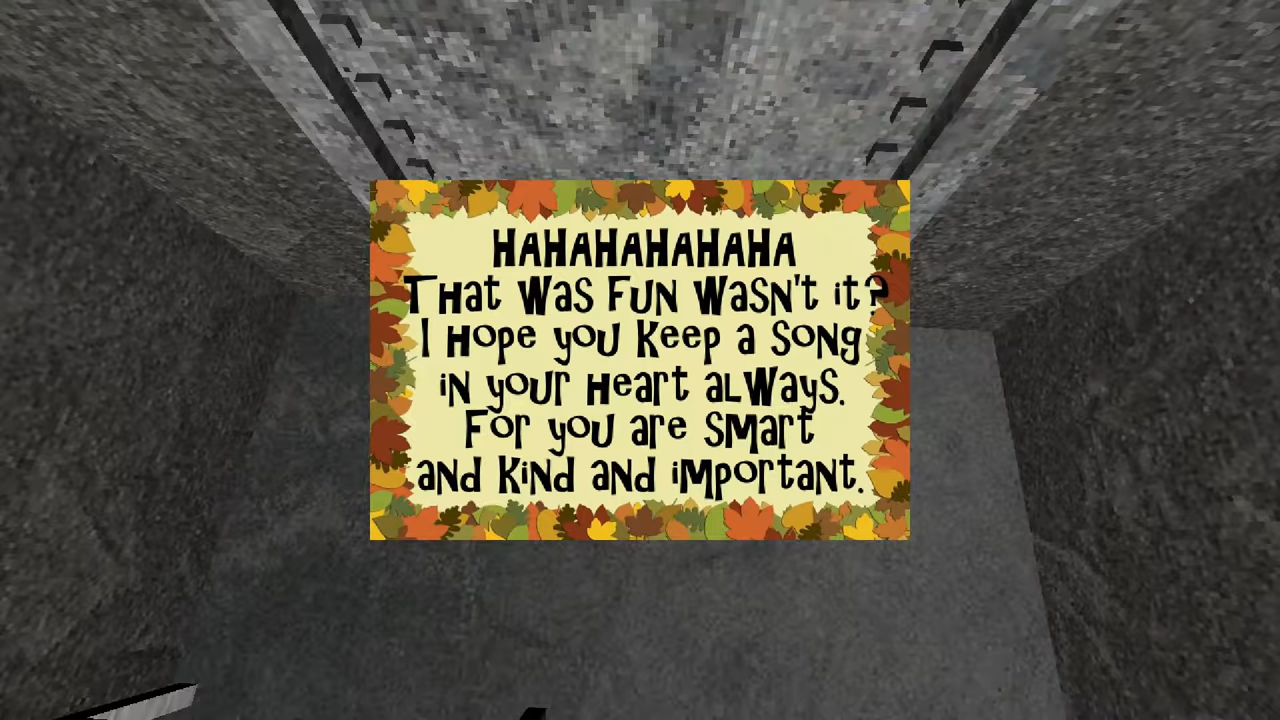 HAHAHAHAHAHA
THat Was FUN WasN't it?
I Hope yoU Keep a SoNg
iN yoUr Heart alWays.
For yoU are SMart
aNd KiNd aNd iMportaNt.